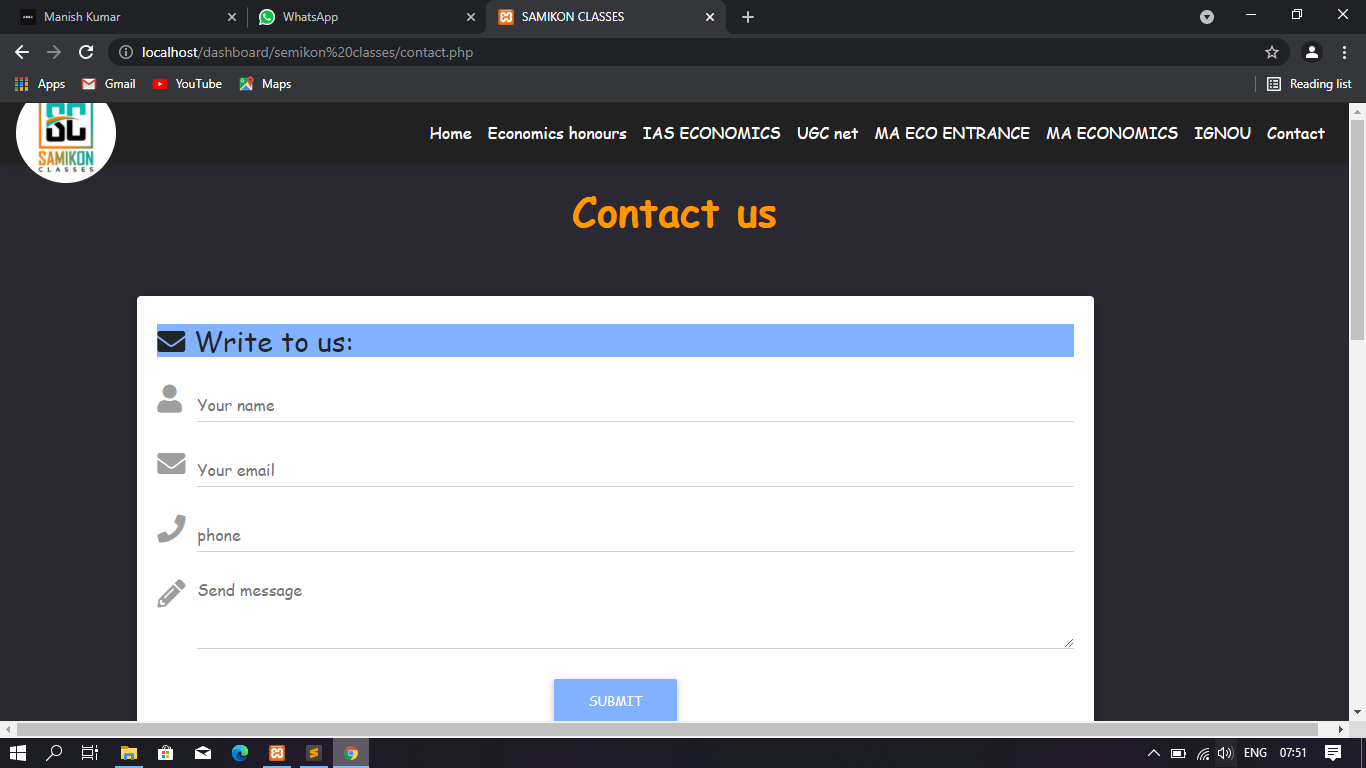 Manish Kumar
WhatsApp
SAMIKON CLASSES
localhost/dashboard/semikon%20classes/contact.php
Apps Gmail YouTube Maps Reading list
SC
SAMIKON
CLASSES
Home Economics honours IAS ECONOMICS UGC net MA ECO ENTRANCE MA ECONOMICS IGNOU Contact
Contact us
Write to us:
Your name
Your email
phone
Send message
SUBMIT
ENG 07:51